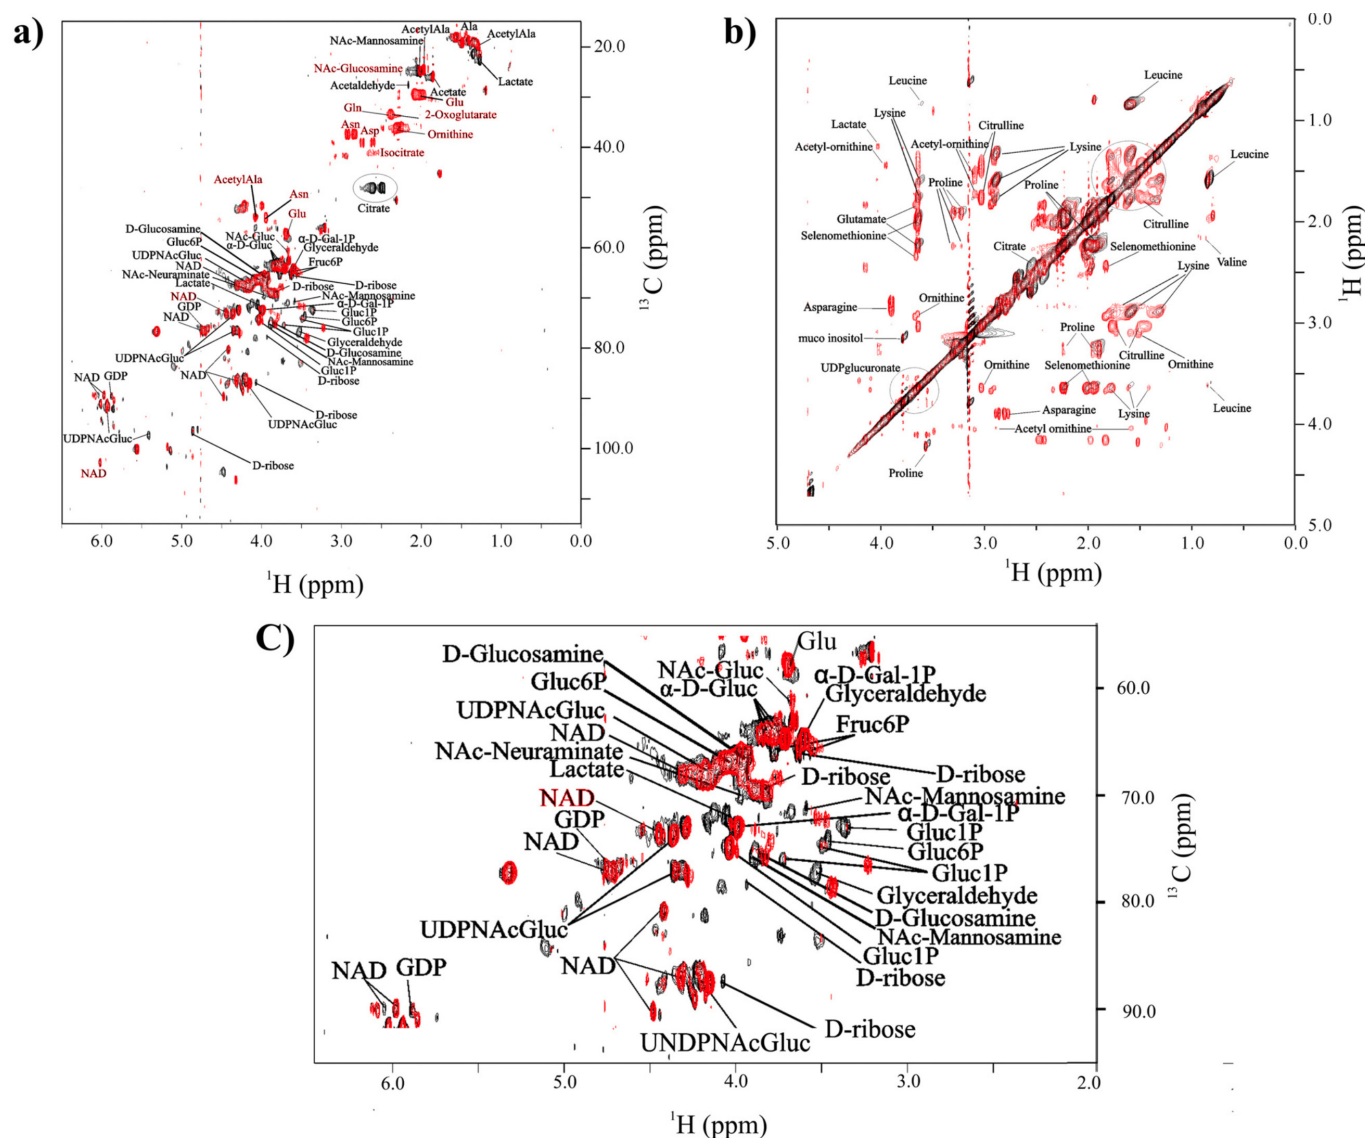 a)
AcetylAla
Ala
NAc-Mannosamine
AcetylAla
NAc-Glucosamine
Lactate
Acetaldehyde
Acetate
Glu
Gln
2-Oxoglutarate
Asn
Asp
Ornithine
Isocitrate
AcetylAla
Asn
Citrate
Glu
D-Glucosamine
NAc-Gluc
α-D-Gal-1P
Gluc6P
α-D-Gluc
Glyceraldehyde
UDPNAcGluc
Fruc6P
NAD
NAc-Neuraminate
D-ribose
D-ribose
Lactate
NAc-Mannosamine
NAD
α-D-Gal-1P
GDP
Gluc1P
NAD
Gluc6P
Gluc1P
Glyceraldehyde
UDPNAcGluc
D-Glucosamine
NAc-Mannosamine
NAD
GDP
NAD
Gluc1P
D-ribose
D-ribose
UDPNAcGluc
UDPNAcGluc
NAD
D-ribose
20.0
40.0
60.0
80.0
100.0
13 C (ppm)
6.0 5.0 4.0 3.0 2.0 1.0 0.0
1H (ppm)
b)
Leucine
Leucine
Lysine
Lactate
Citrulline
Acetyl-ornithine
Acetyl-ornithine
Lysine
Leucine
Proline
Proline
Glutamate
Citrulline
Selenomethionine
Citrate
Selenomethionine
Valine
Lysine
Asparagine
Ornithine
muco inositol
Proline
Citrulline
Ornithine
UDPglucuronate
Ornithine
Selenomethionine
Asparagine
Lysine
Leucine
Acetyl ornithine
Proline
0.0
1.0
2.0
3.0
4.0
5.0
1H (ppm)
5.0 4.0 3.0 2.0 1.0 0.0
1H (ppm)
C)
D-Glucosamine
Glu
NAc-Gluc
α-D-Gal-1P
Gluc6P
α-D-Gluc
Glyceraldehyde
UDPNAcGluc
Fruc6P
NAD
NAc-Neuraminate
Lactate
D-ribose
D-ribose
NAD
NAc-Mannosamine
GDP
α-D-Gal-1P
Gluc1P
NAD
Gluc6P
Gluc1P
Glyceraldehyde
UDPNAcGluc
D-Glucosamine
NAc-Mannosamine
Gluc1P
NAD
GDP
NAD
D-ribose
D-ribose
UNDPNAcGluc
60.0
70.0
80.0
90.0
13 C (ppm)
6.0 5.0 4.0 3.0 2.0
1H (ppm)